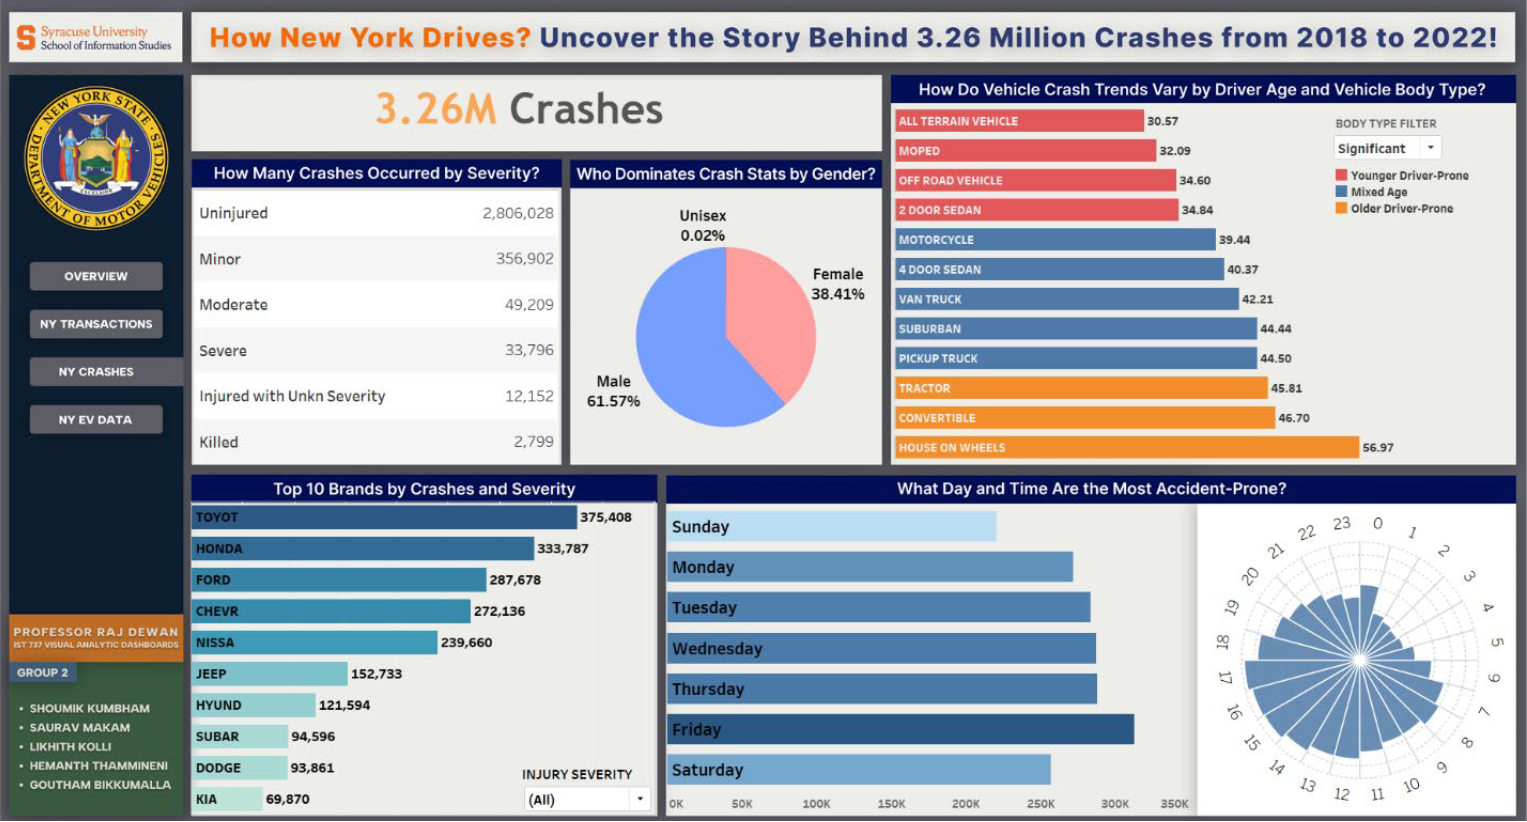 Syracuse University
School of Information Studies
How New York Drives? Uncover the Story Behind 3.26 Million Crashes from 2018 to 2022!
NEW YORK STATE
DEPARTMENT OF MOTOR VEHICLES
EXCELSIOR
OVERVIEW
NY TRANSACTIONS
NY CRASHES
NY EV DATA
PROFESSOR RAJ DEWAN
IST 737 VISUAL ANALYTIC DASHBOARDS
GROUP 2
• SHOUMIK KUMBHAM
• SAURAV MAKAM
• LIKHITH KOLLI
• HEMANTH THAMMINENI
• GOUTHAM BIKKUMALLA
3.26M Crashes
How Many Crashes Occurred by Severity?
Uninjured 2,806,028
Minor 356,902
Moderate 49,209
Severe 33,796
Injured with Unkn Severity 12,152
Killed 2,799
Who Dominates Crash Stats by Gender?
Unisex
0.02%
Female
38.41%
Male
61.57%
How Do Vehicle Crash Trends Vary by Driver Age and Vehicle Body Type?
ALL TERRAIN VEHICLE 30.57
MOPED 32.09
OFF ROAD VEHICLE 34.60
2 DOOR SEDAN 34.84
MOTORCYCLE 39.44
4 DOOR SEDAN 40.37
VAN TRUCK 42.21
SUBURBAN 44.44
PICKUP TRUCK 44.50
TRACTOR 45.81
CONVERTIBLE 46.70
HOUSE ON WHEELS 56.97
BODY TYPE FILTER
Significant
Younger Driver-Prone
Mixed Age
Older Driver-Prone
Top 10 Brands by Crashes and Severity
TOYOT 375,408
HONDA 333,787
FORD 287,678
CHEVR 272,136
NISSA 239,660
JEEP 152,733
HYUND 121,594
SUBAR 94,596
DODGE 93,861
KIA 69,870
INJURY SEVERITY
(All)
What Day and Time Are the Most Accident-Prone?
Sunday
Monday
Tuesday
Wednesday
Thursday
Friday
Saturday
0K 50K 100K 150K 200K 250K 300K 350K
0
1
2
3
4
5
6
7
8
9
10
11
12
13
14
15
16
17
18
19
20
21
22
23